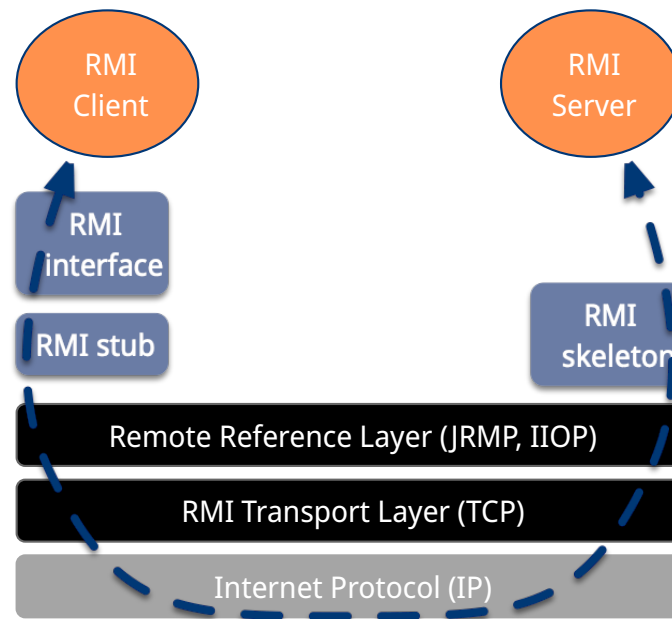 RMI
Client
RMI
Server
RMI
interface
RMI stub
RMI
skeleton
Remote Reference Layer (JRMP, IIOP)
RMI Transport Layer (TCP)
Internet Protocol (IP)